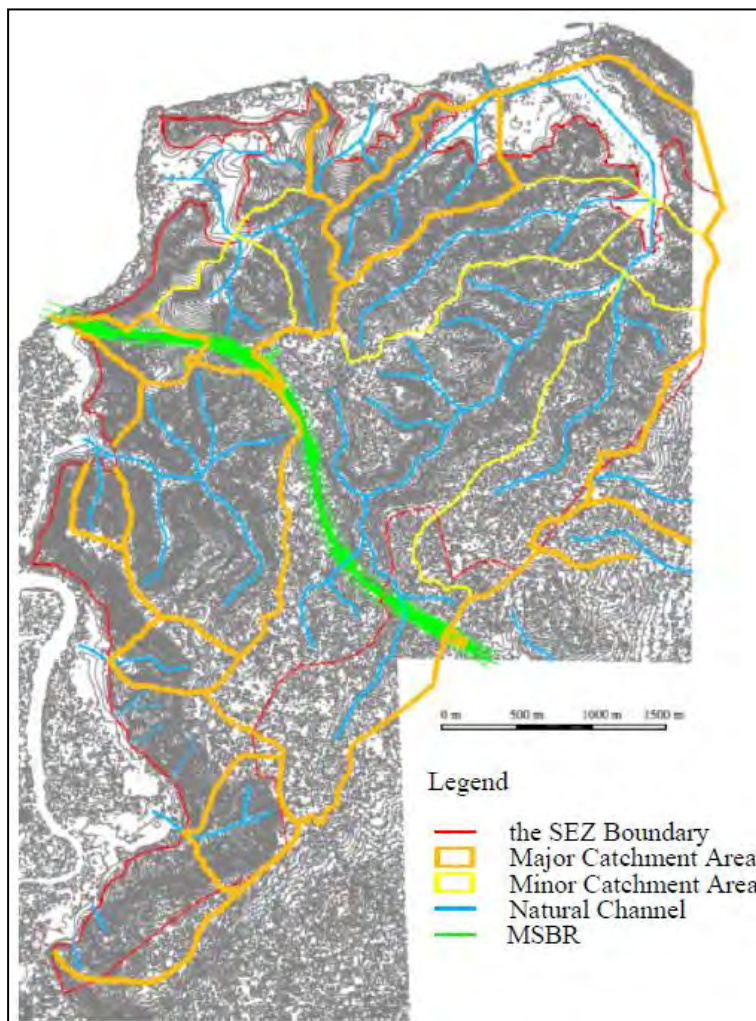 0 m 500 m 1000 m 1500 m
Legend
the SEZ Boundary
Major Catchment Area
Minor Catchment Area
Natural Channel
MSBR